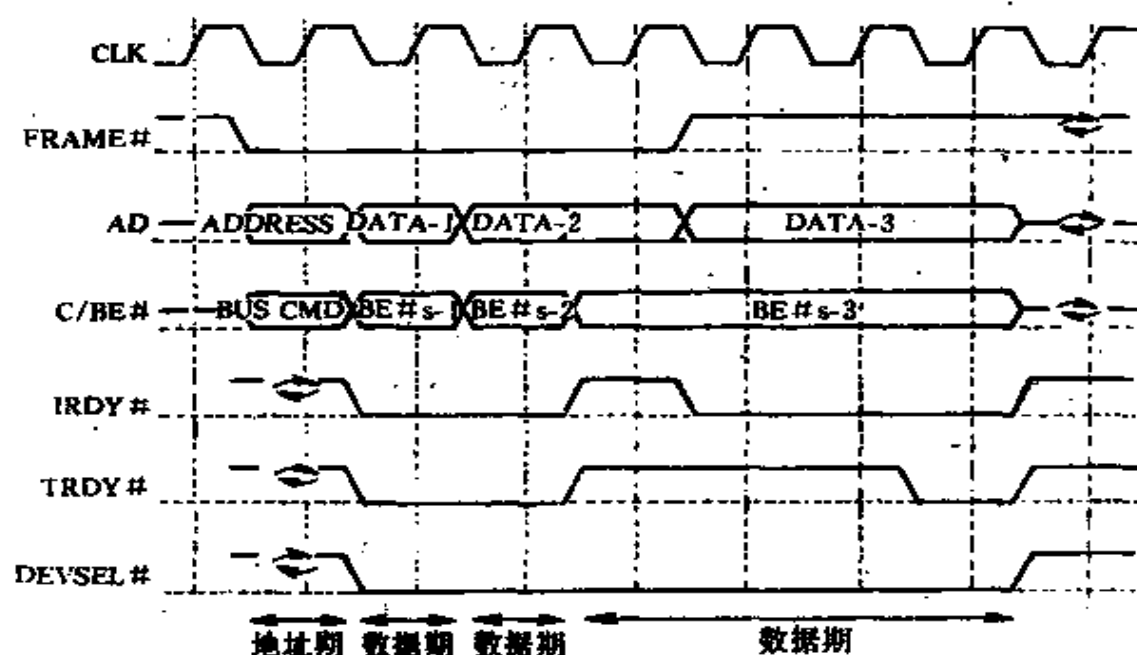 CLK
FRAME#
AD ADDRESS DATA-1 DATA-2 DATA-3
C/BE# BUS CMD BE#s-1 BE#s-2 BE#s-3
IRDY#
TRDY#
DEVSEL#
地址期 数据期 数据期 数据期